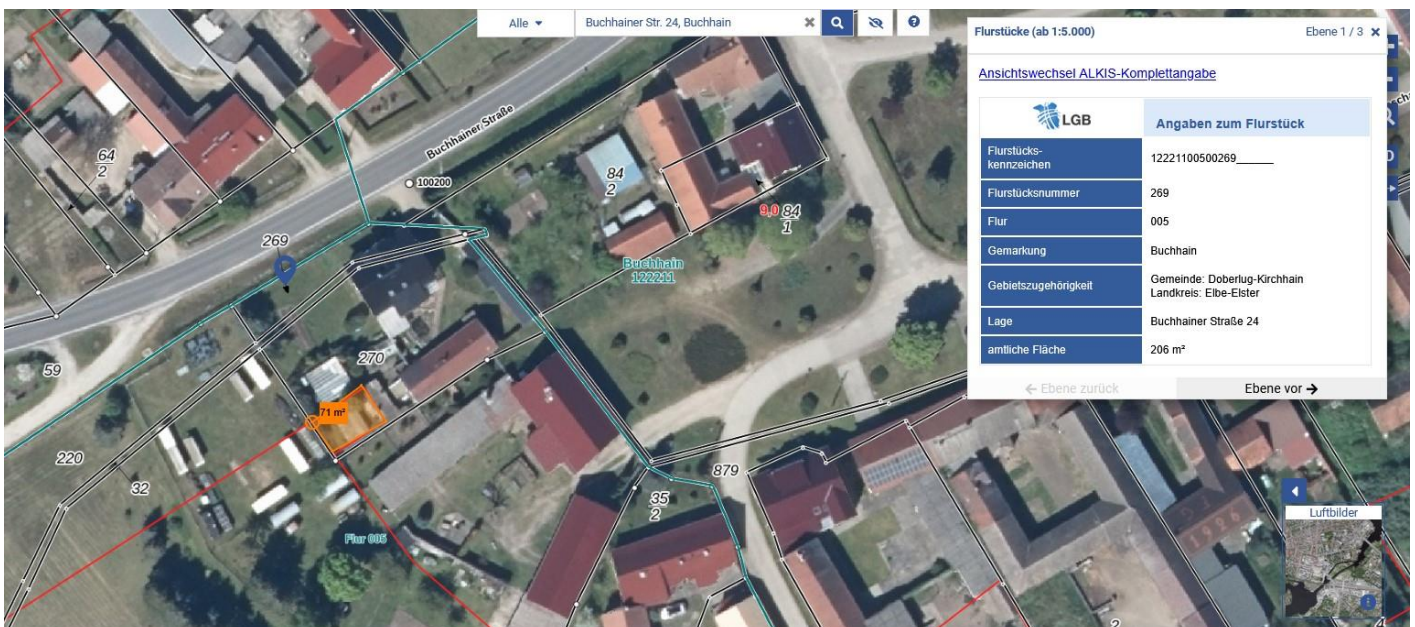 Alle
Buchhainer Str. 24, Buchhain
Flurstücke (ab 1:5.000)
Ebene 1 / 3
Ansichtswechsel ALKIS-Komplettangabe
LGB
Angaben zum Flurstück
Flurstücks-
kennzeichen
12221100500269______
Flurstücksnummer
269
Flur
005
Gemarkung
Buchhain
Gebietszugehörigkeit
Gemeinde: Doberlug-Kirchhain
Landkreis: Elbe-Elster
Lage
Buchhainer Straße 24
amtliche Fläche
206 m²
← Ebene zurück
Ebene vor →
64
2
Buchhainer Straße
100200
84
2
9,0
84
1
269
Buchhain
122211
59
270
71 m²
220
32
879
35
2
Flur 005
1926
Luftbilder
2
4